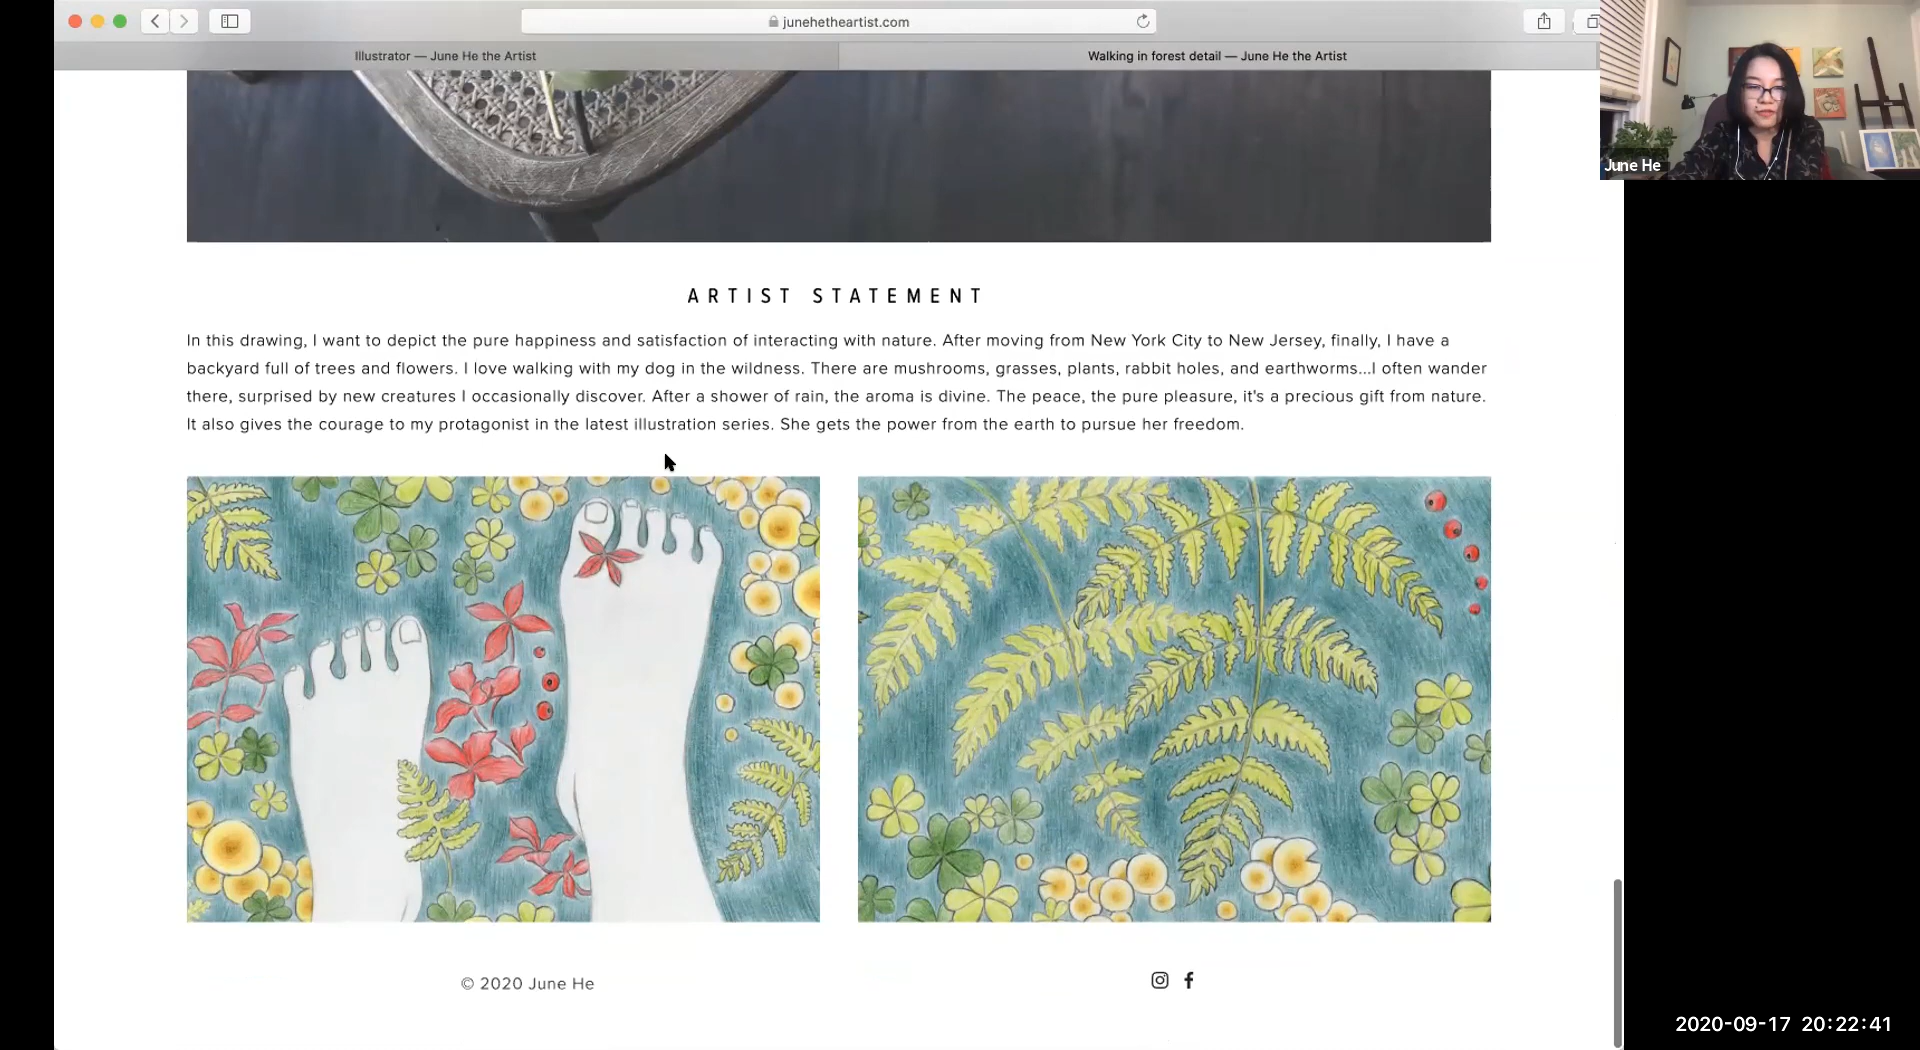 junehetheartist.com
Illustrator — June He the Artist
Walking in forest detail — June He the Artist
June He
ARTIST STATEMENT
In this drawing, I want to depict the pure happiness and satisfaction of interacting with nature. After moving from New York City to New Jersey, finally, I have a
backyard full of trees and flowers. I love walking with my dog in the wildness. There are mushrooms, grasses, plants, rabbit holes, and earthworms...I often wander
there, surprised by new creatures I occasionally discover. After a shower of rain, the aroma is divine. The peace, the pure pleasure, it's a precious gift from nature.
It also gives the courage to my protagonist in the latest illustration series. She gets the power from the earth to pursue her freedom.
© 2020 June He
2020-09-17 20:22:41